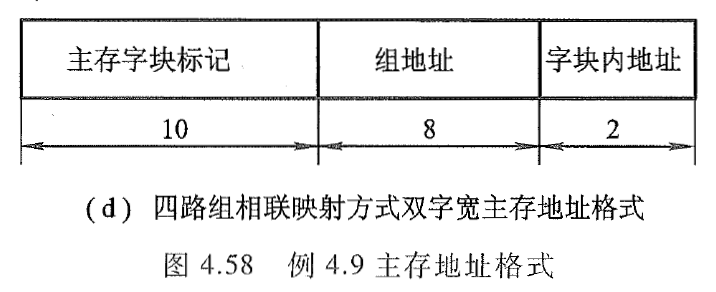 主存字块标记 组地址 字块内地址
10 8 2
(d) 四路组相联映射方式双字宽主存地址格式
图 4.58 例 4.9 主存地址格式